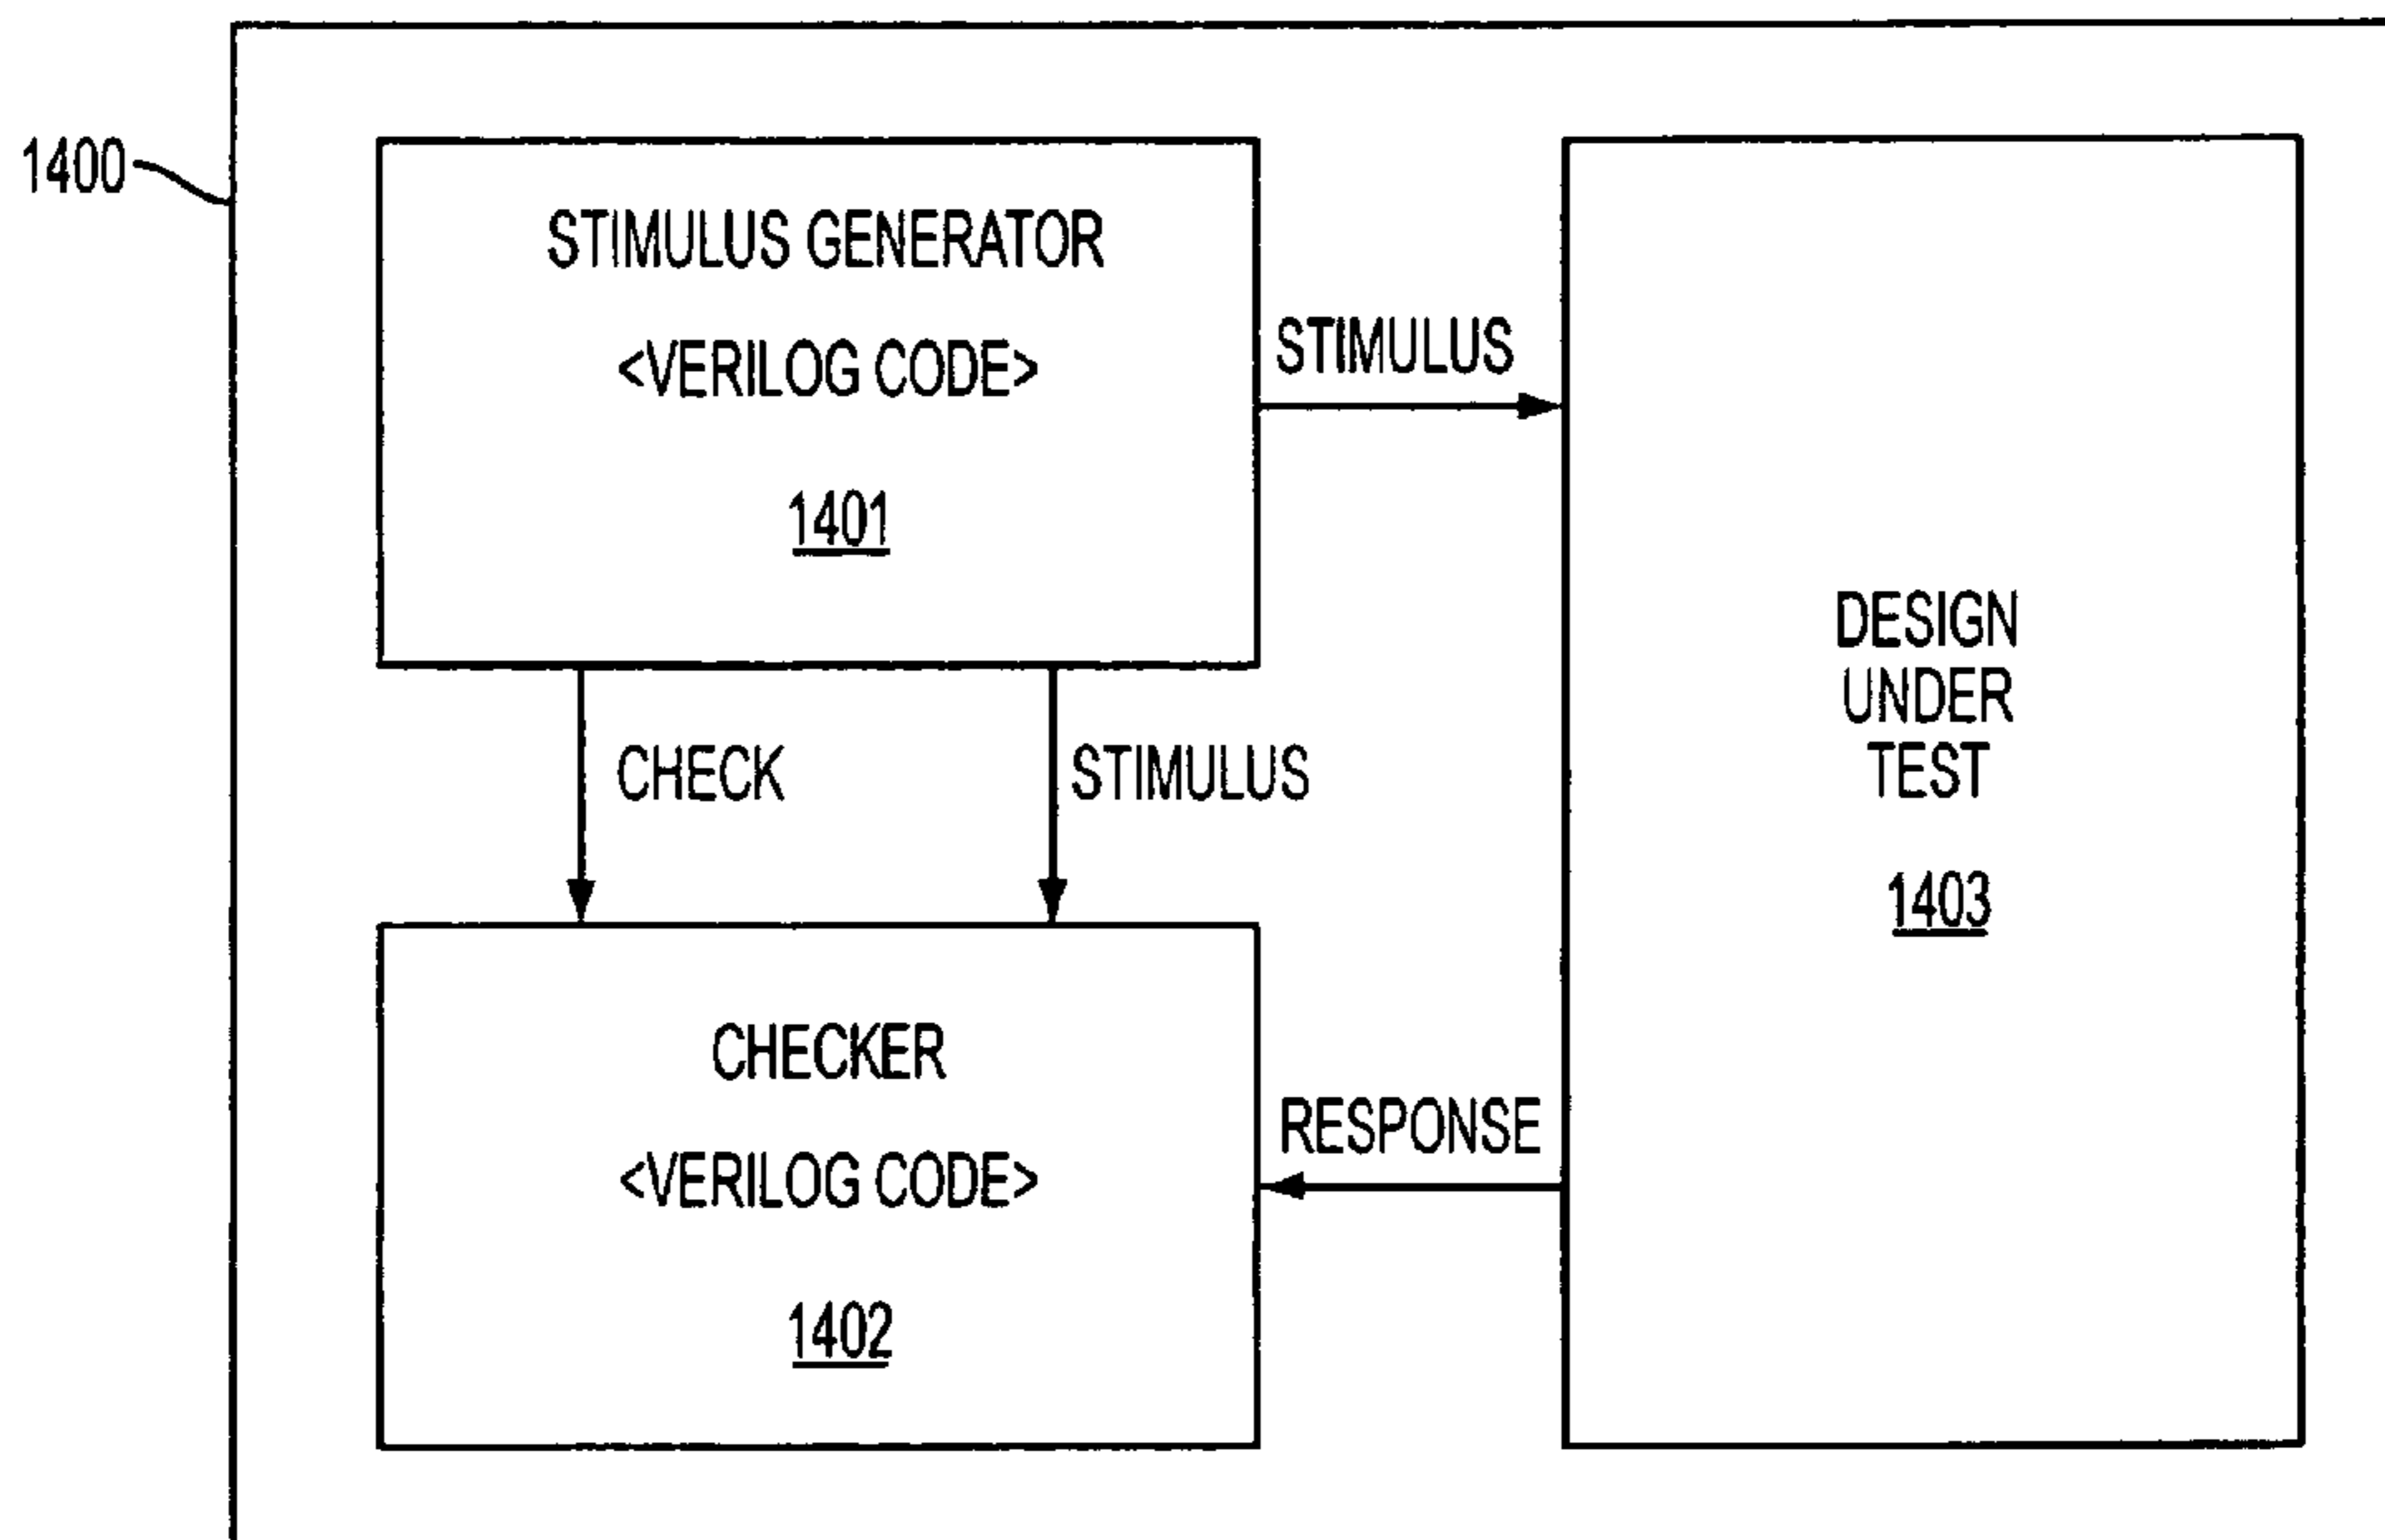 1400
STIMULUS GENERATOR
<VERILOG CODE>
1401
STIMULUS
DESIGN
UNDER
TEST
1403
CHECK
STIMULUS
CHECKER
<VERILOG CODE>
1402
RESPONSE